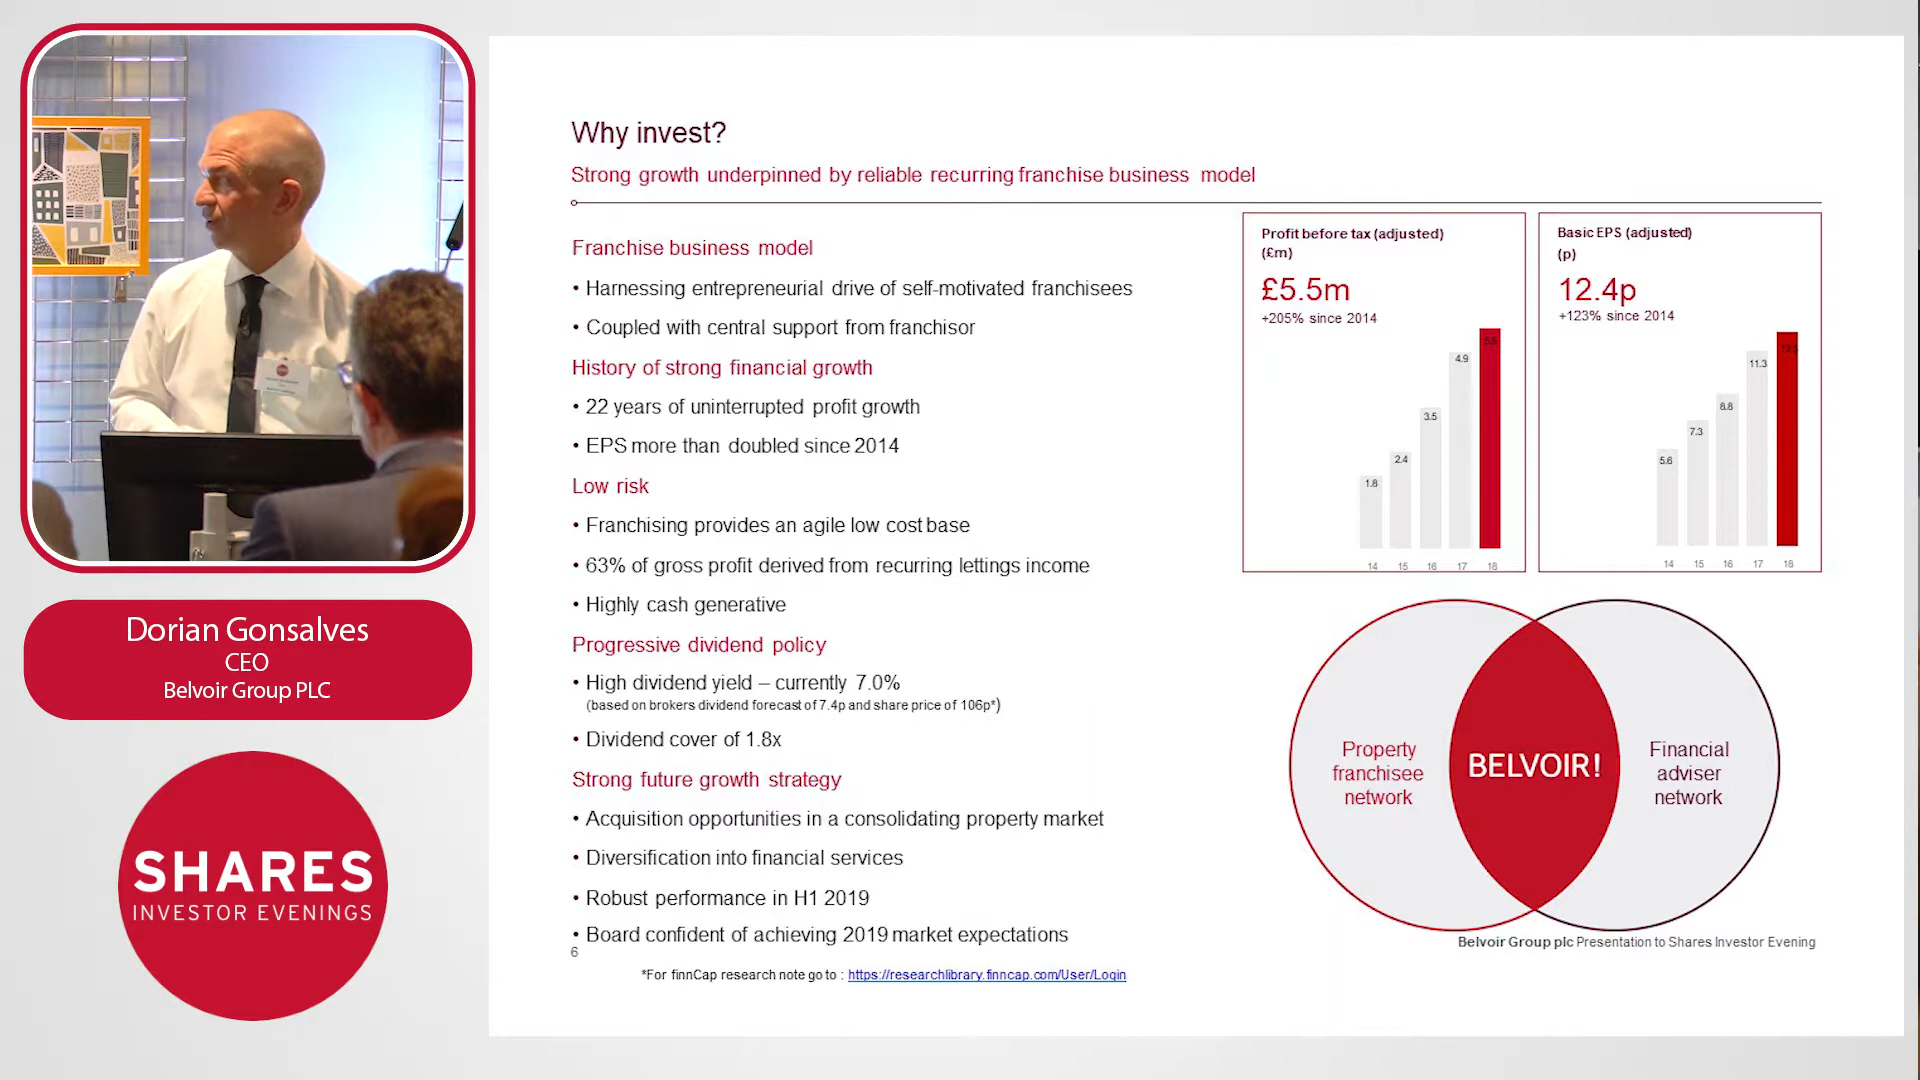 Dorian Gonsalves
CEO
Belvoir Group PLC
SHARES
INVESTOR EVENINGS
Why invest?
Strong growth underpinned by reliable recurring franchise business model
Franchise business model
• Harnessing entrepreneurial drive of self-motivated franchisees
• Coupled with central support from franchisor
History of strong financial growth
• 22 years of uninterrupted profit growth
• EPS more than doubled since 2014
Low risk
• Franchising provides an agile low cost base
• 63% of gross profit derived from recurring lettings income
• Highly cash generative
Progressive dividend policy
• High dividend yield – currently 7.0%
(based on brokers dividend forecast of 7.4p and share price of 106p*)
• Dividend cover of 1.8x
Strong future growth strategy
• Acquisition opportunities in a consolidating property market
• Diversification into financial services
• Robust performance in H1 2019
• Board confident of achieving 2019 market expectations
6
*For finnCap research note go to : https://researchlibrary.finncap.com/User/Login
Profit before tax (adjusted)
(£m)
£5.5m
+205% since 2014
1.8 2.4 3.5 4.9
14 15 16 17 18
Basic EPS (adjusted)
(p)
12.4p
+123% since 2014
5.6 7.3 8.8 11.3
14 15 16 17 18
Property
franchisee
network
BELVOIR!
Financial
adviser
network
Belvoir Group plc Presentation to Shares Investor Evening